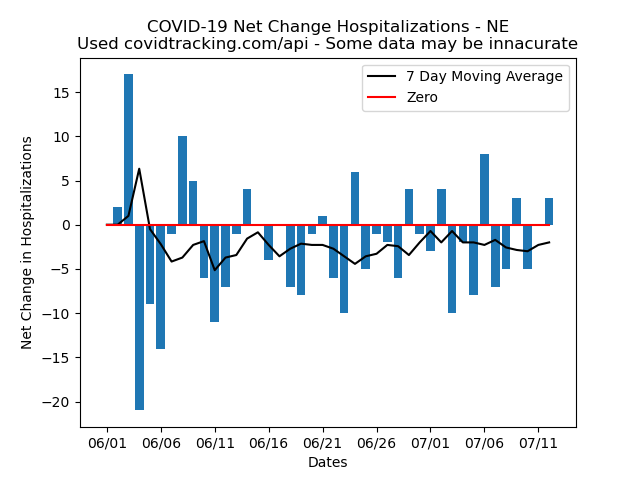 COVID-19 Net Change Hospitalizations - NE
Used covidtracking.com/api - Some data may be innacurate
7 Day Moving Average
Zero
Net Change in Hospitalizations
15
10
5
0
−5
−10
−15
−20
06/01 06/06 06/11 06/16 06/21 06/26 07/01 07/06 07/11
Dates